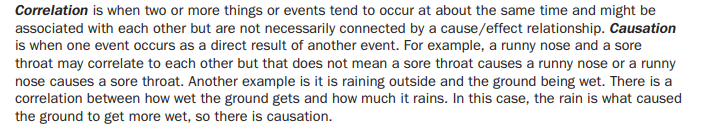 Correlation is when two or more things or events tend to occur at about the same time and might be
associated with each other but are not necessarily connected by a cause/effect relationship. Causation
is when one event occurs as a direct result of another event. For example, a runny nose and a sore
throat may correlate to each other but that does not mean a sore throat causes a runny nose or a runny
nose causes a sore throat. Another example is it is raining outside and the ground being wet. There is a
correlation between how wet the ground gets and how much it rains. In this case, the rain is what caused
the ground to get more wet, so there is causation.